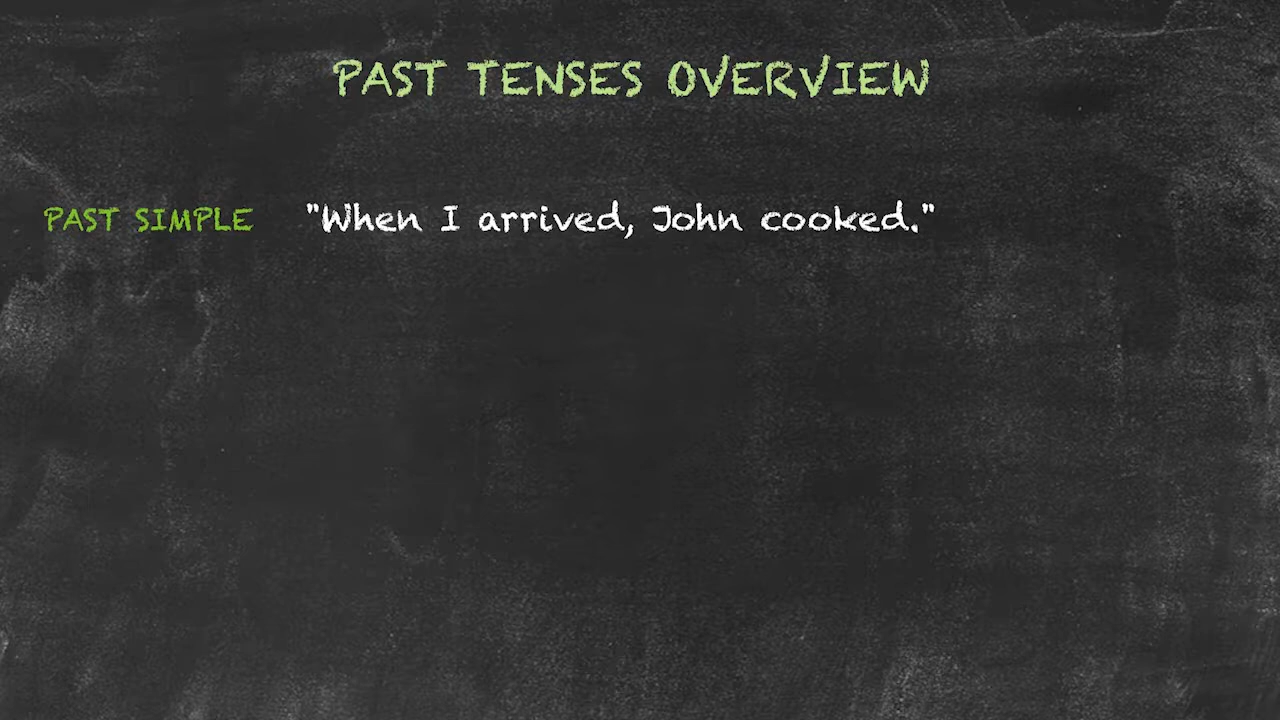 PAST TENSES OVERVIEW
PAST SIMPLE "When I arrived, John cooked."